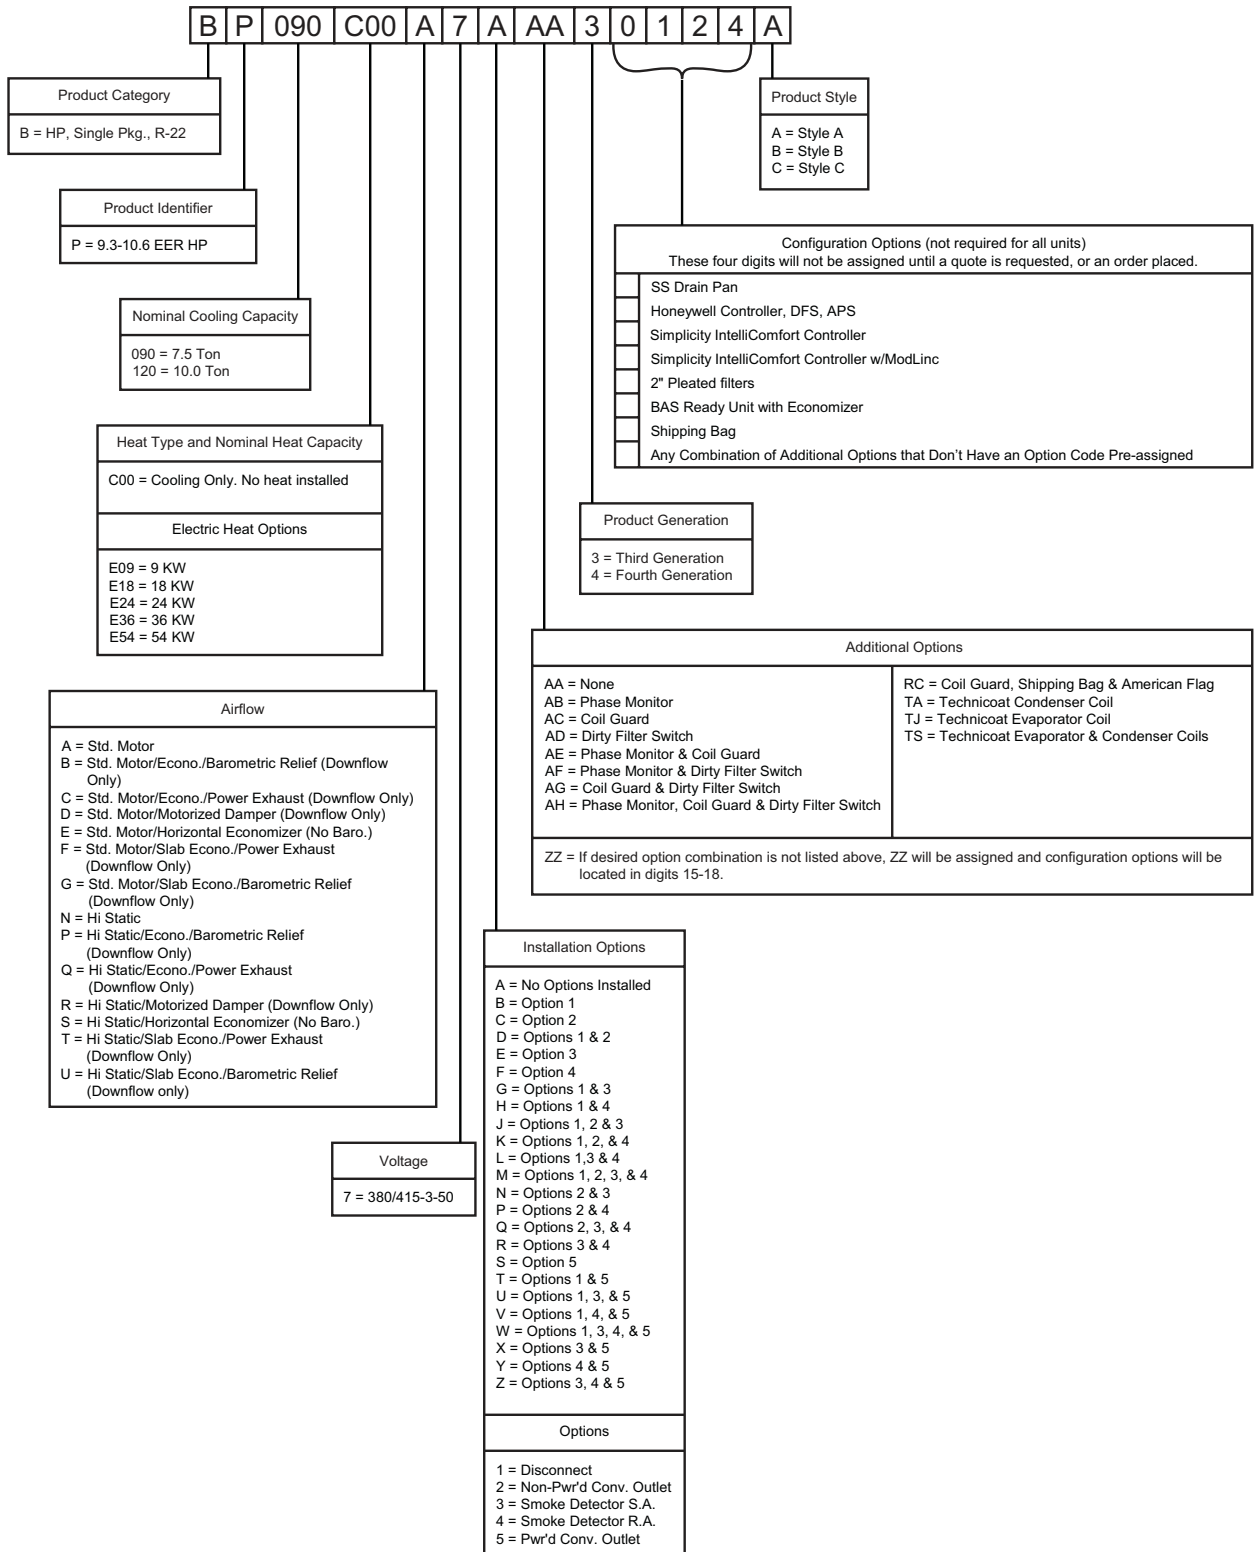 B P 090 C00 A 7 A AA 3 0 1 2 4 A
Product Category
B = HP, Single Pkg., R-22
Product Identifier
P = 9.3-10.6 EER HP
Nominal Cooling Capacity
090 = 7.5 Ton
120 = 10.0 Ton
Heat Type and Nominal Heat Capacity
C00 = Cooling Only. No heat installed
Electric Heat Options
E09 = 9 KW
E18 = 18 KW
E24 = 24 KW
E36 = 36 KW
E54 = 54 KW
Airflow
A = Std. Motor
B = Std. Motor/Econo./Barometric Relief (Downflow
Only)
C = Std. Motor/Econo./Power Exhaust (Downflow Only)
D = Std. Motor/Motorized Damper (Downflow Only)
E = Std. Motor/Horizontal Economizer (No Baro.)
F = Std. Motor/Slab Econo./Power Exhaust
(Downflow Only)
G = Std. Motor/Slab Econo./Barometric Relief
(Downflow Only)
N = Hi Static
P = Hi Static/Econo./Barometric Relief
(Downflow Only)
Q = Hi Static/Econo./Power Exhaust
(Downflow Only)
R = Hi Static/Motorized Damper (Downflow Only)
S = Hi Static/Horizontal Economizer (No Baro.)
T = Hi Static/Slab Econo./Power Exhaust
(Downflow Only)
U = Hi Static/Slab Econo./Barometric Relief
(Downflow only)
Voltage
7 = 380/415-3-50
Installation Options
A = No Options Installed
B = Option 1
C = Option 2
D = Options 1 & 2
E = Option 3
F = Option 4
G = Options 1 & 3
H = Options 1 & 4
J = Options 1, 2 & 3
K = Options 1, 2, & 4
L = Options 1,3 & 4
M = Options 1, 2, 3, & 4
N = Options 2 & 3
P = Options 2 & 4
Q = Options 2, 3, & 4
R = Options 3 & 4
S = Option 5
T = Options 1 & 5
U = Options 1, 3, & 5
V = Options 1, 4, & 5
W = Options 1, 3, 4, & 5
X = Options 3 & 5
Y = Options 4 & 5
Z = Options 3, 4 & 5
Options
1 = Disconnect
2 = Non-Pwr'd Conv. Outlet
3 = Smoke Detector S.A.
4 = Smoke Detector R.A.
5 = Pwr'd Conv. Outlet
Additional Options
AA = None
AB = Phase Monitor
AC = Coil Guard
AD = Dirty Filter Switch
AE = Phase Monitor & Coil Guard
AF = Phase Monitor & Dirty Filter Switch
AG = Coil Guard & Dirty Filter Switch
AH = Phase Monitor, Coil Guard & Dirty Filter Switch
RC = Coil Guard, Shipping Bag & American Flag
TA = Technicoat Condenser Coil
TJ = Technicoat Evaporator Coil
TS = Technicoat Evaporator & Condenser Coils
ZZ = If desired option combination is not listed above, ZZ will be assigned and configuration options will be
located in digits 15-18.
Product Generation
3 = Third Generation
4 = Fourth Generation
Configuration Options (not required for all units)
These four digits will not be assigned until a quote is requested, or an order placed.
SS Drain Pan
Honeywell Controller, DFS, APS
Simplicity IntelliComfort Controller
Simplicity IntelliComfort Controller w/ModLinc
2" Pleated filters
BAS Ready Unit with Economizer
Shipping Bag
Any Combination of Additional Options that Don't Have an Option Code Pre-assigned
Product Style
A = Style A
B = Style B
C = Style C